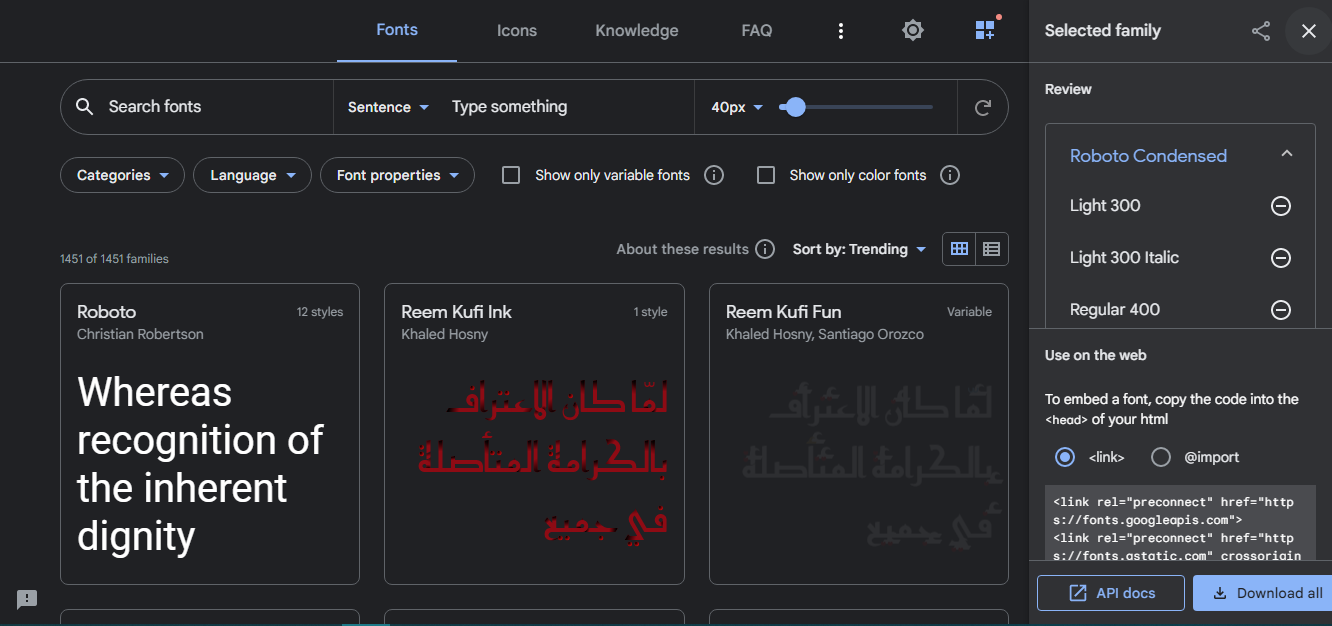 Fonts
Icons
Knowledge
FAQ
Search fonts
Sentence
Type something
40px
Categories
Language
Font properties
Show only variable fonts
Show only color fonts
1451 of 1451 families
About these results
Sort by: Trending
Roboto
12 styles
Christian Robertson
Whereas
recognition of
the inherent
dignity
Reem Kufi Ink
1 style
Khaled Hosny
لمّا كان الاعتراف
بالكرامة المتأصلة
في جميع
Reem Kufi Fun
Variable
Khaled Hosny, Santiago Orozco
لمّا كان الاعتراف
بالكرامة المتأصلة
في جميع
Selected family
Review
Roboto Condensed
Light 300
Light 300 Italic
Regular 400
Use on the web
To embed a font, copy the code into the
<head> of your html
<link>
@import
<link rel="preconnect" href="http
s://fonts.googleapis.com">
<link rel="preconnect" href="http
s://fonts.gstatic.com" crossorigin
API docs
Download all